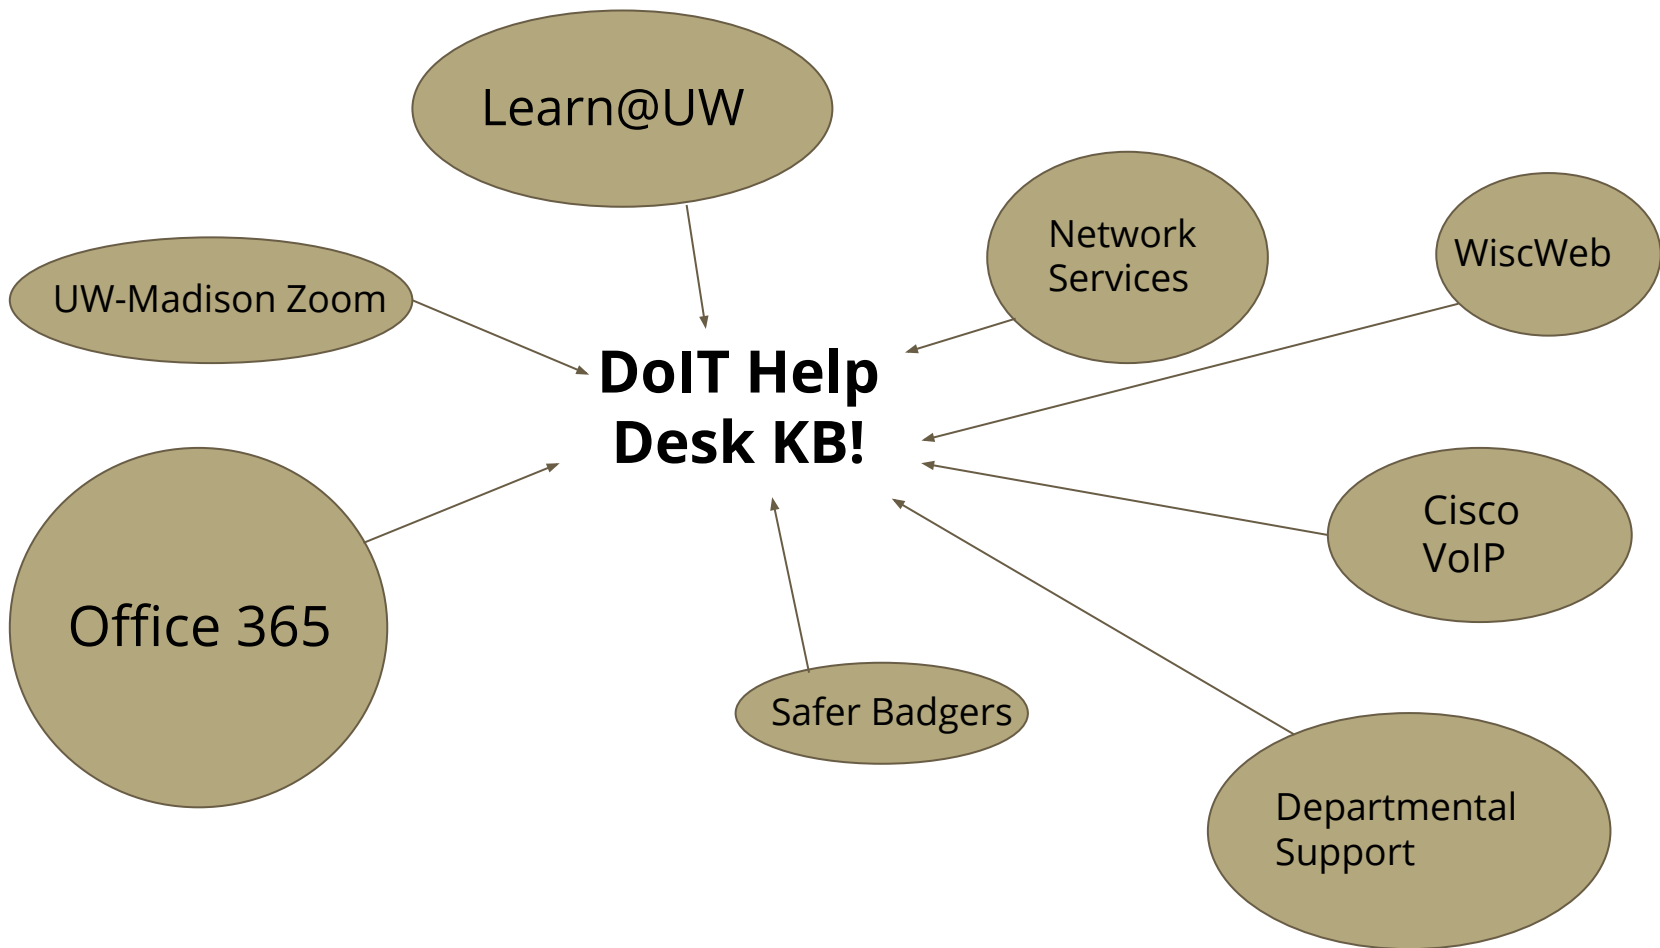 Learn@UW
Network
Services
WiscWeb
UW-Madison Zoom
DoIT Help
Desk KB!
Cisco
VoIP
Office 365
Safer Badgers
Departmental
Support